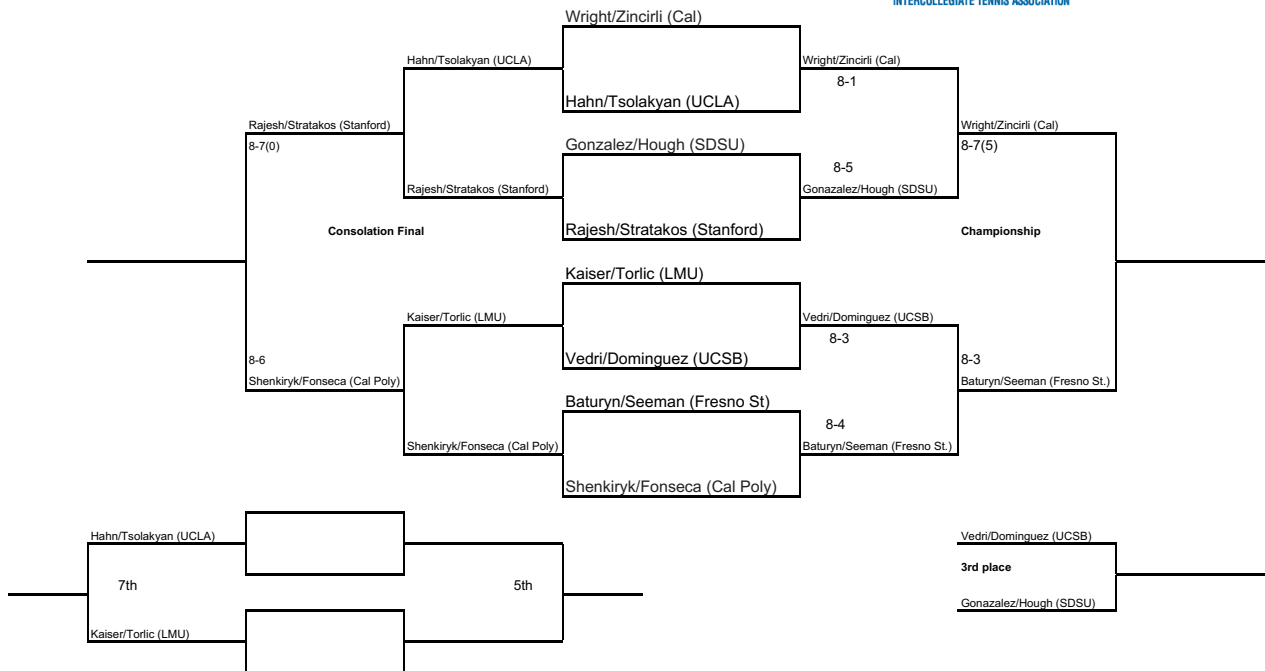 INTERCOLLEGIATE TENNIS ASSOCIATION
Wright/Zincirli (Cal)
Hahn/Tsolakyan (UCLA)
Wright/Zincirli (Cal)
8-1
Hahn/Tsolakyan (UCLA)
Rajesh/Stratakos (Stanford)
Wright/Zincirli (Cal)
8-7(0)
Gonzalez/Hough (SDSU)
8-7(5)
8-5
Rajesh/Stratakos (Stanford)
Gonazalez/Hough (SDSU)
Consolation Final
Rajesh/Stratakos (Stanford)
Championship
Kaiser/Torlic (LMU)
Kaiser/Torlic (LMU)
Vedri/Dominguez (UCSB)
8-3
8-6
Vedri/Dominguez (UCSB)
8-3
Shenkiryk/Fonseca (Cal Poly)
Baturyn/Seeman (Fresno St.)
Baturyn/Seeman (Fresno St)
8-4
Shenkiryk/Fonseca (Cal Poly)
Baturyn/Seeman (Fresno St.)
Shenkiryk/Fonseca (Cal Poly)
Hahn/Tsolakyan (UCLA)
Vedri/Dominguez (UCSB)
7th
5th
3rd place
Gonazalez/Hough (SDSU)
Kaiser/Torlic (LMU)